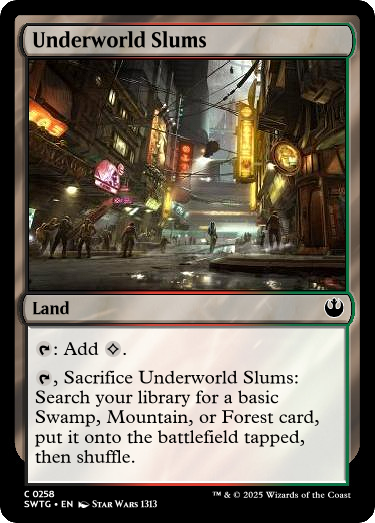 Underworld Slums
Land
: Add .
, Sacrifice Underworld Slums:
Search your library for a basic
Swamp, Mountain, or Forest card,
put it onto the battlefield tapped,
then shuffle.
C 0258
SWTG • EN STAR WARS 1313
™ & © 2025 Wizards of the Coast